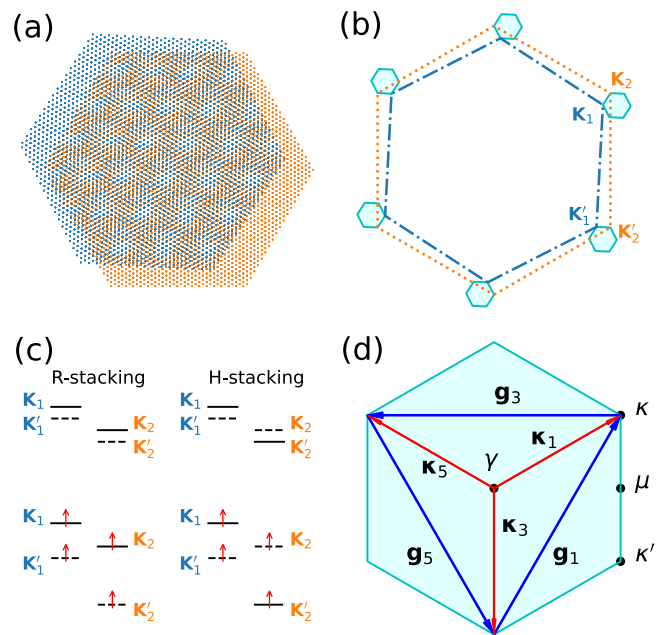 (a)
(b)
K₂
K₁
K′₁
K′₂
(c)
R-stacking
H-stacking
K₁
K′₁
K₂
K′₂
K₁
K′₁
K₂
K′₂
K₁
K′₁
K₂
K′₂
K₁
K′₁
K₂
K′₂
(d)
g₃
κ
κ₁
γ
κ₅
μ
κ₃
g₅
g₁
κ′